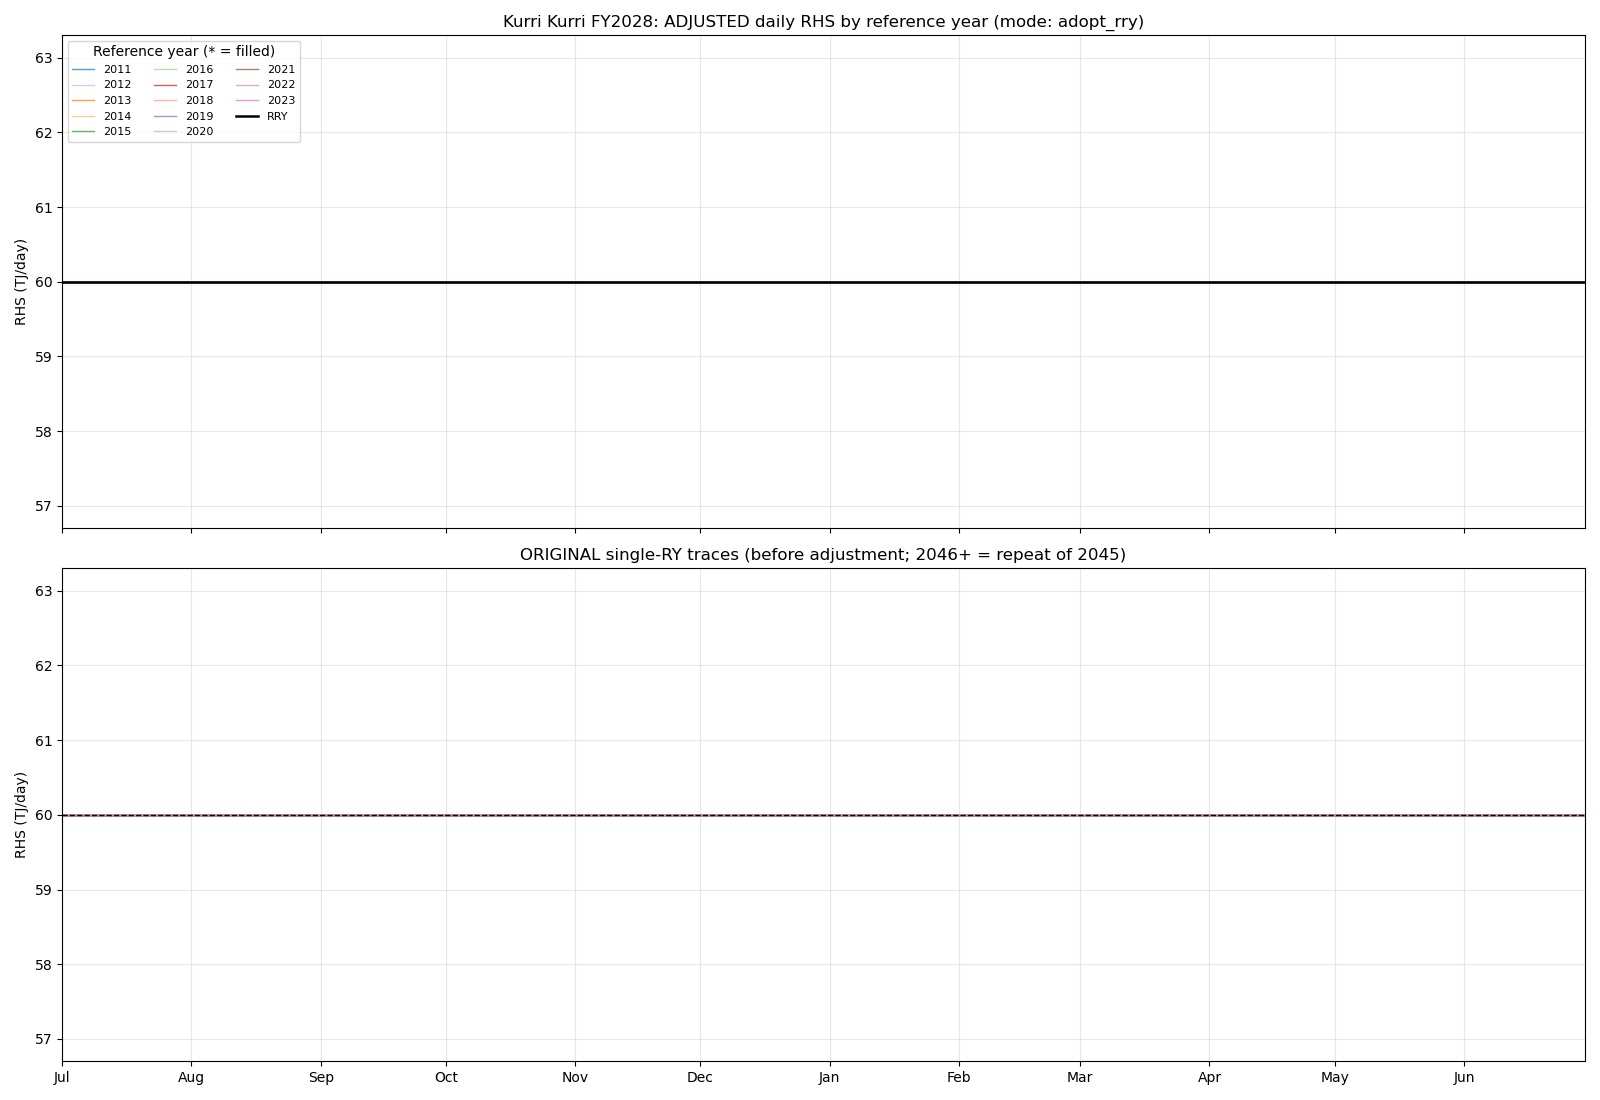 Kurri Kurri FY2028: ADJUSTED daily RHS by reference year (mode: adopt_rry)
Reference year (* = filled)
2011 2016 2021
2012 2017 2022
2013 2018 2023
2014 2019 RRY
2015 2020
RHS (TJ/day)
63
62
61
60
59
58
57
ORIGINAL single-RY traces (before adjustment; 2046+ = repeat of 2045)
RHS (TJ/day)
63
62
61
60
59
58
57
Jul Aug Sep Oct Nov Dec Jan Feb Mar Apr May Jun